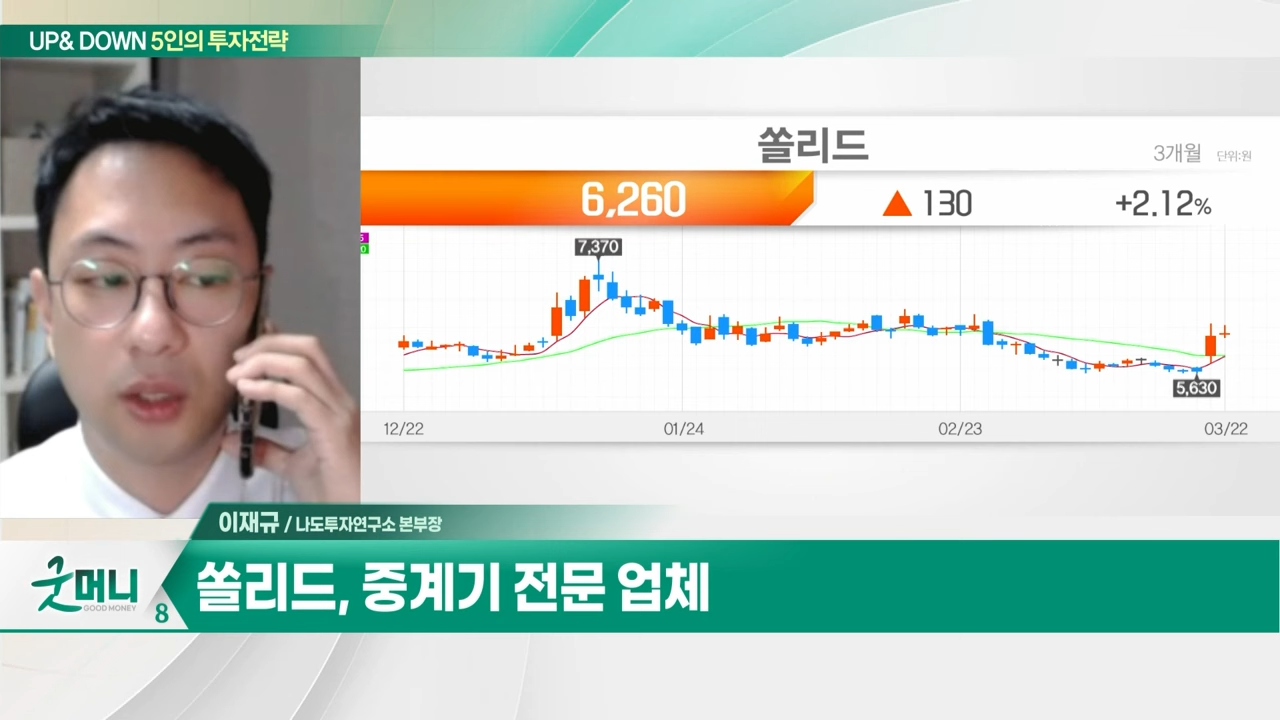 UP& DOWN 5인의 투자전략
쏠리드
3개월 단위:원
6,260 ▲ 130 +2.12%
7,370
5,630
12/22 01/24 02/23 03/22
이재규 / 나도투자연구소 본부장
굿머니
GOOD MONEY
8
쏠리드, 중계기 전문 업체